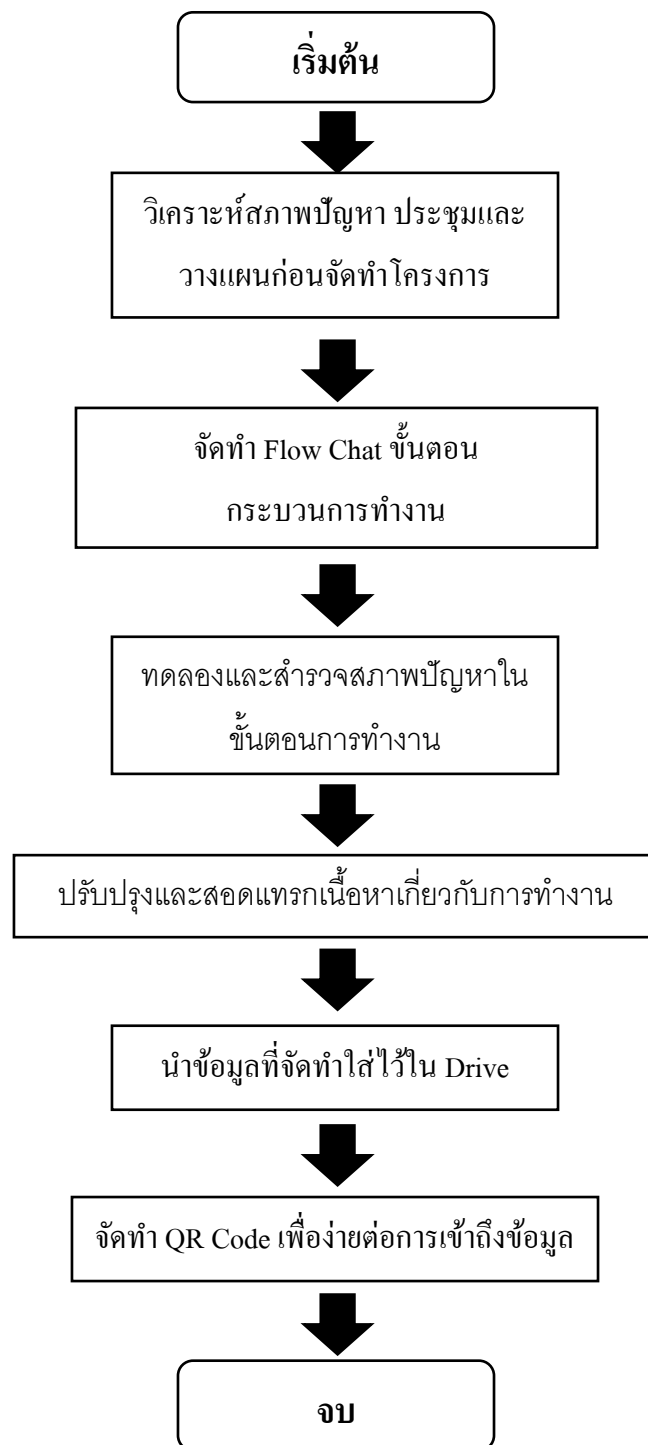 เริ่มต้น
วิเคราะห์สภาพปัญหา ประชุมและ
วางแผนก่อนจัดทำโครงการ
จัดทำ Flow Chat ขั้นตอน
กระบวนการทำงาน
ทดลองและสำรวจสภาพปัญหาใน
ขั้นตอนการทำงาน
ปรับปรุงและสอดแทรกเนื้อหาเกี่ยวกับการทำงาน
นำข้อมูลที่จัดทำใส่ไว้ใน Drive
จัดทำ QR Code เพื่อง่ายต่อการเข้าถึงข้อมูล
จบ